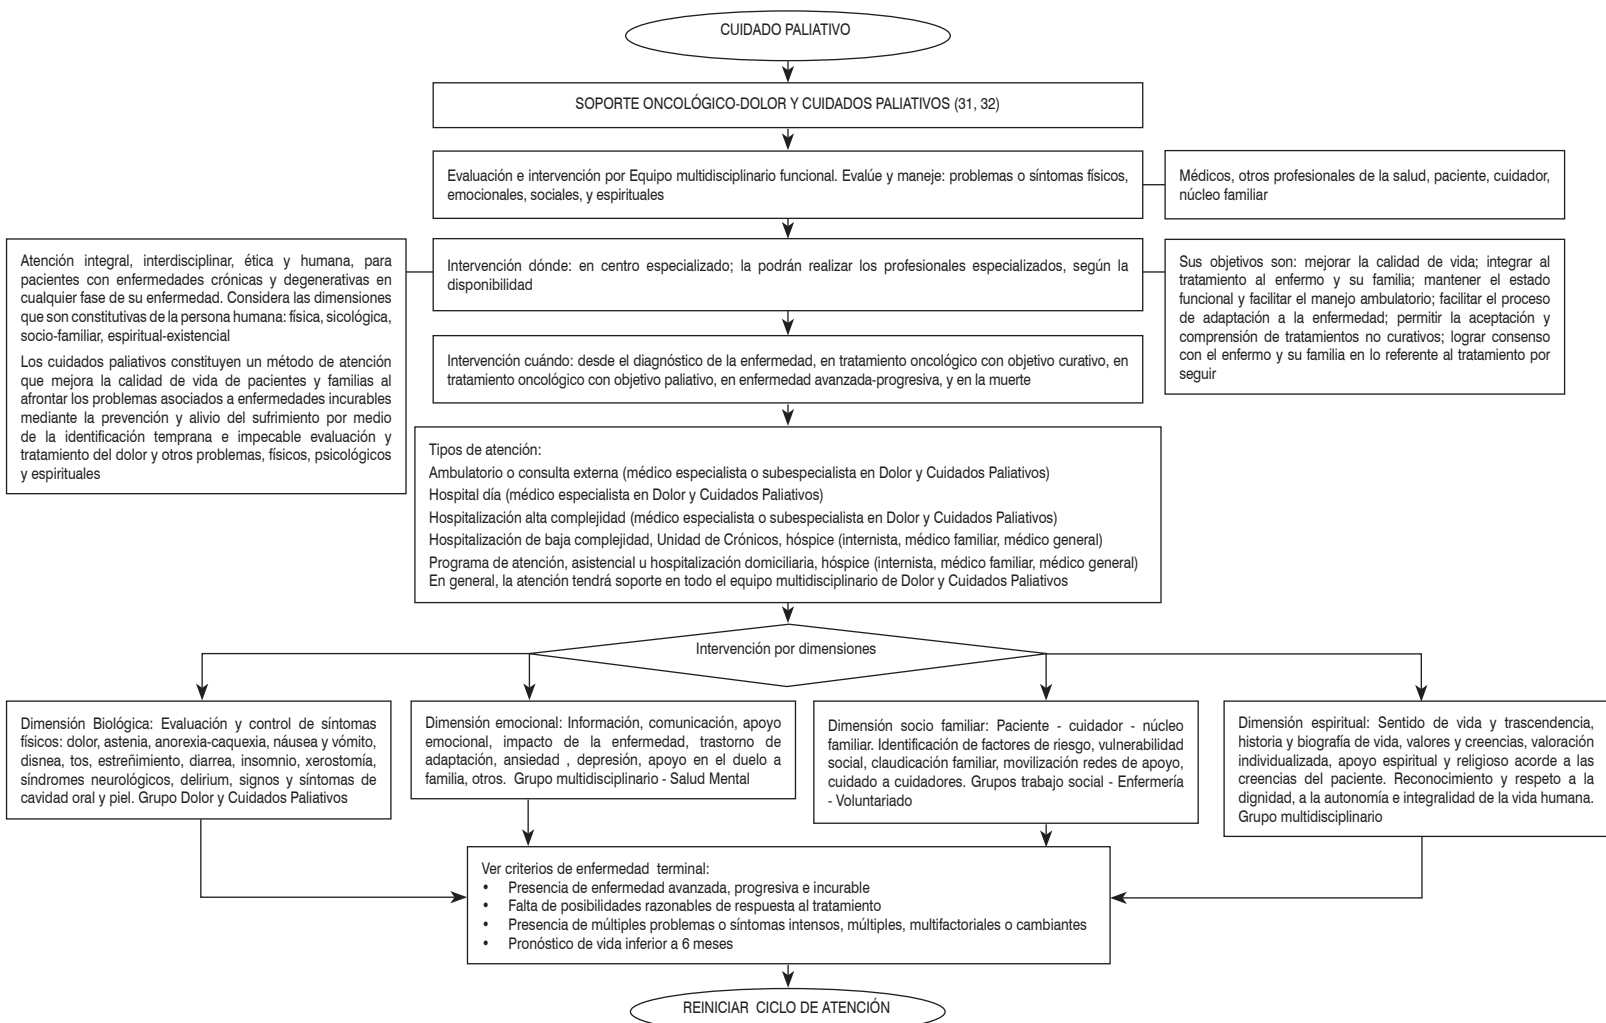 CUIDADO PALIATIVO
SOPORTE ONCOLÓGICO-DOLOR Y CUIDADOS PALIATIVOS (31, 32)
Evaluación e intervención por Equipo multidisciplinario funcional. Evalúe y maneje: problemas o síntomas físicos,
emocionales, sociales, y espirituales
Médicos, otros profesionales de la salud, paciente, cuidador,
núcleo familiar
Atención integral, interdisciplinar, ética y humana, para
pacientes con enfermedades crónicas y degenerativas en
cualquier fase de su enfermedad. Considera las dimensiones
que son constitutivas de la persona humana: física, sicológica,
socio-familiar, espiritual-existencial
Los cuidados paliativos constituyen un método de atención
que mejora la calidad de vida de pacientes y familias al
afrontar los problemas asociados a enfermedades incurables
mediante la prevención y alivio del sufrimiento por medio
de la identificación temprana e impecable evaluación y
tratamiento del dolor y otros problemas, físicos, psicológicos
y espirituales
Intervención dónde: en centro especializado; la podrán realizar los profesionales especializados, según la
disponibilidad
Sus objetivos son: mejorar la calidad de vida; integrar al
tratamiento al enfermo y su familia; mantener el estado
funcional y facilitar el manejo ambulatorio; facilitar el proceso
de adaptación a la enfermedad; permitir la aceptación y
comprensión de tratamientos no curativos; lograr consenso
con el enfermo y su familia en lo referente al tratamiento por
seguir
Intervención cuándo: desde el diagnóstico de la enfermedad, en tratamiento oncológico con objetivo curativo, en
tratamiento oncológico con objetivo paliativo, en enfermedad avanzada-progresiva, y en la muerte
Tipos de atención:
Ambulatorio o consulta externa (médico especialista o subespecialista en Dolor y Cuidados Paliativos)
Hospital día (médico especialista en Dolor y Cuidados Paliativos)
Hospitalización alta complejidad (médico especialista o subespecialista en Dolor y Cuidados Paliativos)
Hospitalización de baja complejidad, Unidad de Crónicos, hóspice (internista, médico familiar, médico general)
Programa de atención, asistencial u hospitalización domiciliaria, hóspice (internista, médico familiar, médico general)
En general, la atención tendrá soporte en todo el equipo multidisciplinario de Dolor y Cuidados Paliativos
Intervención por dimensiones
Dimensión Biológica: Evaluación y control de síntomas
físicos: dolor, astenia, anorexia-caquexia, náusea y vómito,
disnea, tos, estreñimiento, diarrea, insomnio, xerostomía,
síndromes neurológicos, delirium, signos y síntomas de
cavidad oral y piel. Grupo Dolor y Cuidados Paliativos
Dimensión emocional: Información, comunicación, apoyo
emocional, impacto de la enfermedad, trastorno de
adaptación, ansiedad , depresión, apoyo en el duelo a
familia, otros. Grupo multidisciplinario - Salud Mental
Dimensión socio familiar: Paciente - cuidador - núcleo
familiar. Identificación de factores de riesgo, vulnerabilidad
social, claudicación familiar, movilización redes de apoyo,
cuidado a cuidadores. Grupos trabajo social - Enfermería
- Voluntariado
Dimensión espiritual: Sentido de vida y trascendencia,
historia y biografía de vida, valores y creencias, valoración
individualizada, apoyo espiritual y religioso acorde a las
creencias del paciente. Reconocimiento y respeto a la
dignidad, a la autonomía e integralidad de la vida humana.
Grupo multidisciplinario
Ver criterios de enfermedad terminal:
• Presencia de enfermedad avanzada, progresiva e incurable
• Falta de posibilidades razonables de respuesta al tratamiento
• Presencia de múltiples problemas o síntomas intensos, múltiples, multifactoriales o cambiantes
• Pronóstico de vida inferior a 6 meses
REINICIAR CICLO DE ATENCIÓN